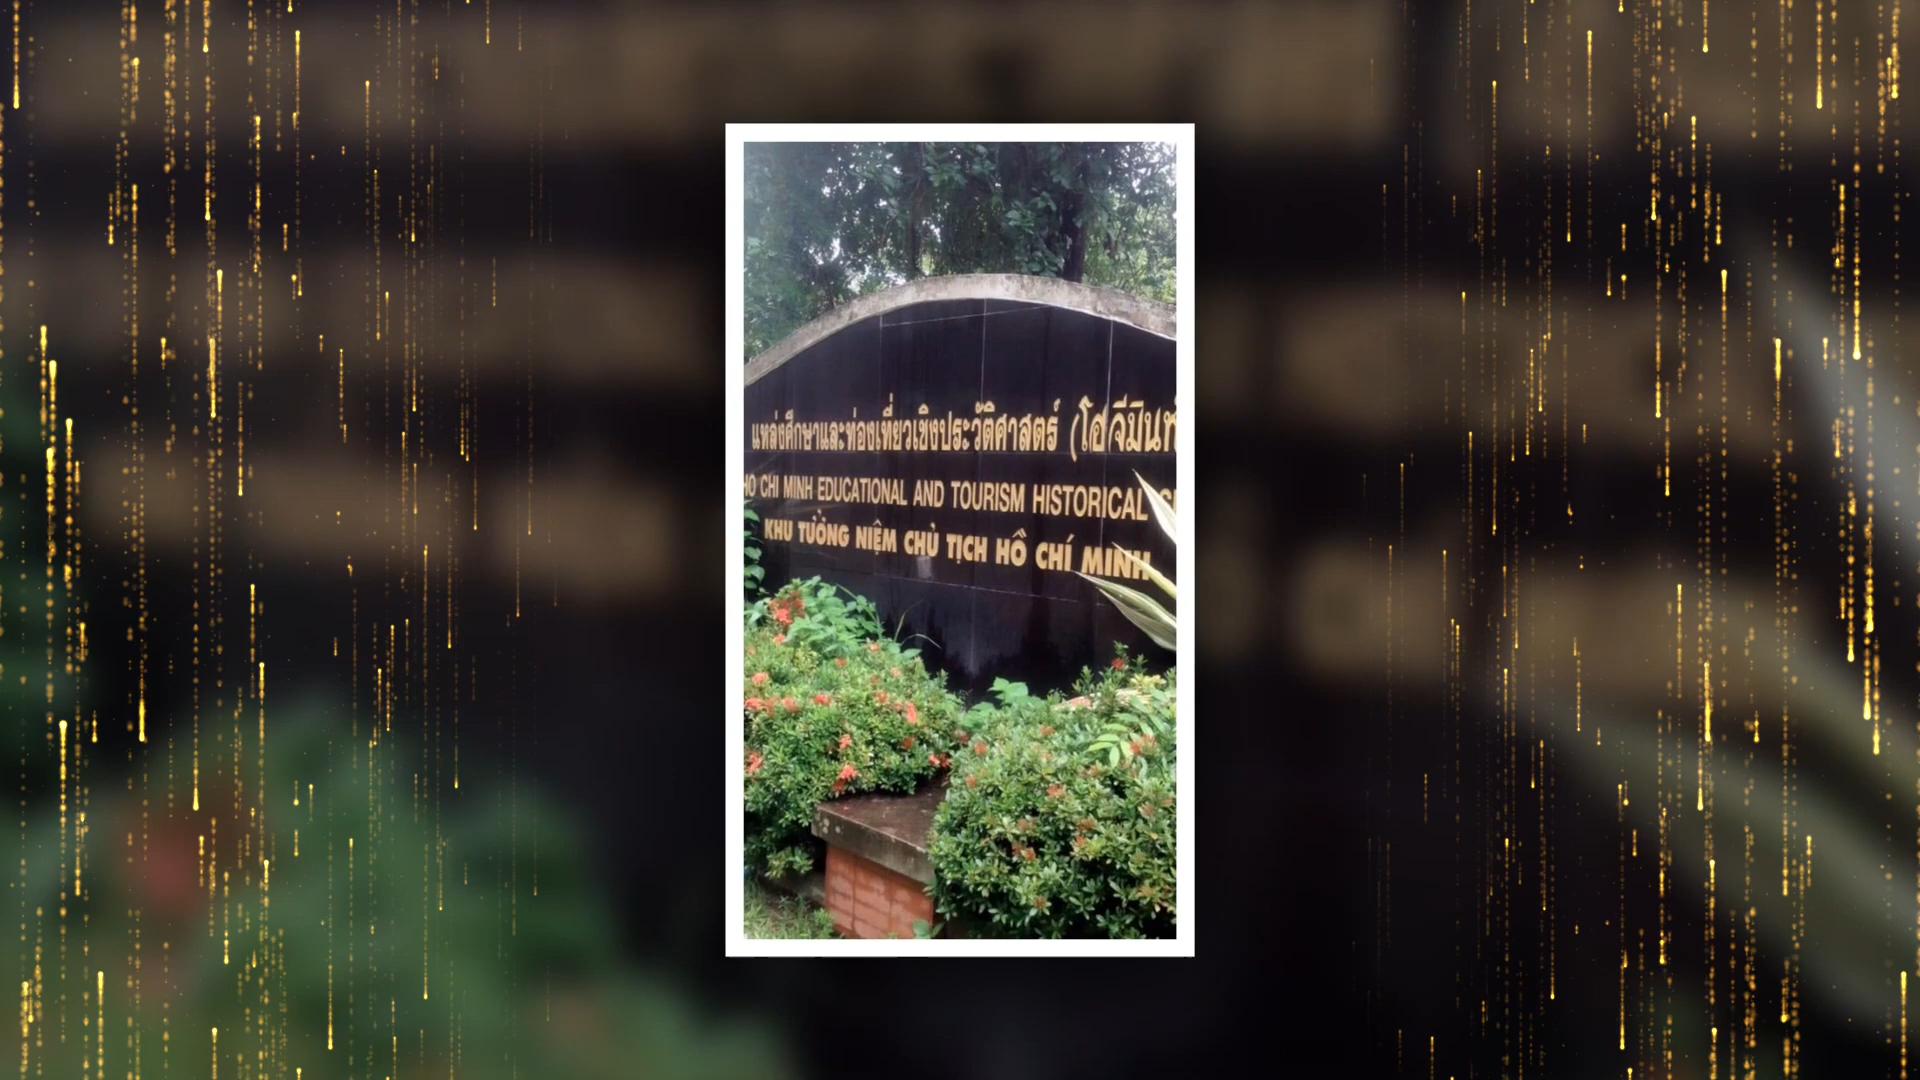 แหล่งศึกษาและท่องเที่ยวเชิงประวัติศาสตร์ (โฮจีมินห์
HO CHI MINH EDUCATIONAL AND TOURISM HISTORICAL
KHU TƯỞNG NIỆM CHỦ TỊCH HỒ CHÍ MINH